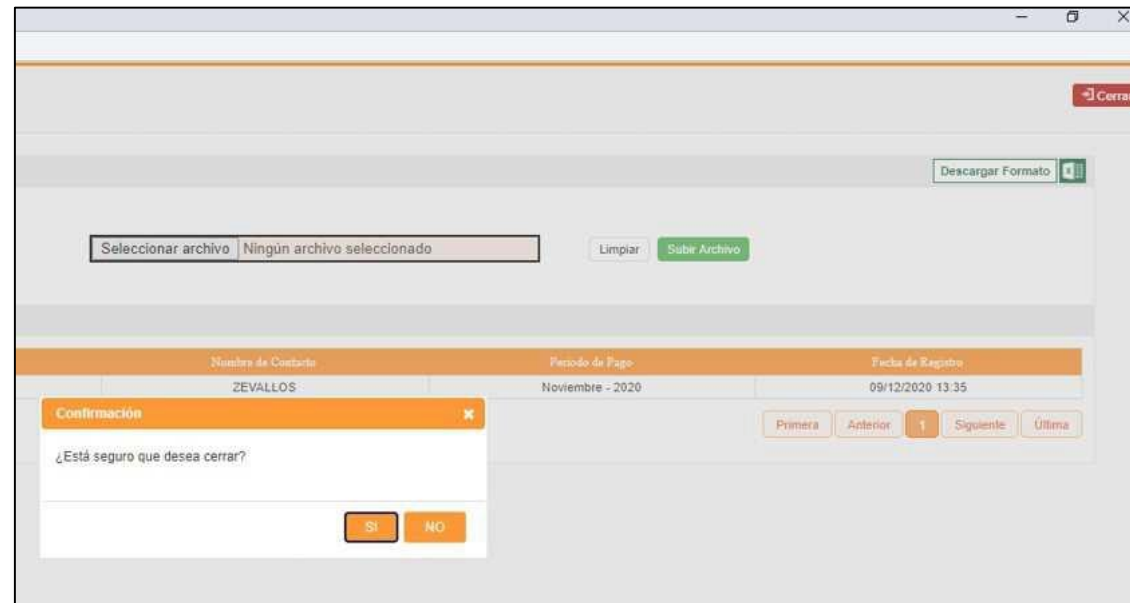 Cerrar
Descargar Formato
Seleccionar archivo Ningún archivo seleccionado Limpiar Subir Archivo
Nombre de Contacto Periodo de Pago Fecha de Registro
ZEVALLOS Noviembre - 2020 09/12/2020 13:35
Primera Anterior 1 Siguiente Última
Confirmación
¿Está seguro que desea cerrar?
SI NO